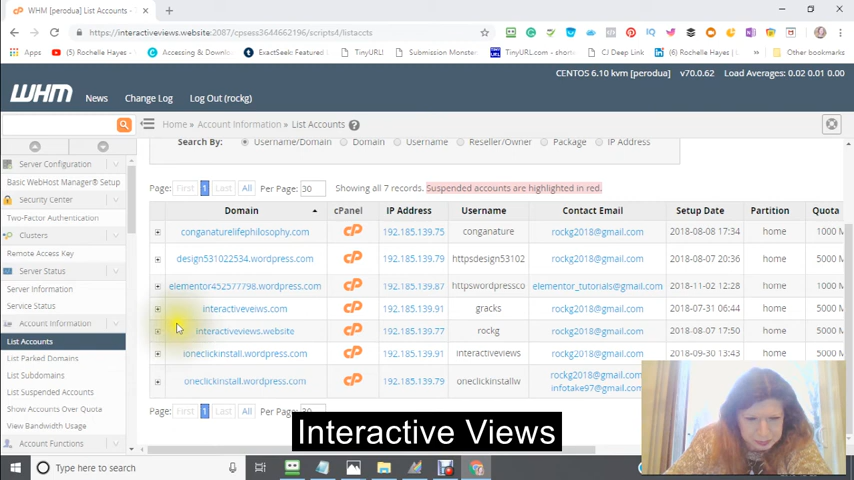 WHM [perodua] List Accounts
https://interactiveviews.website:2087/cpsess3644662196/scripts4/listaccts
Apps
Rochelle Hayes
Accessing & Download
ExactSeek: Featured
TinyURL!
Submission Monster
TinyURL.com - short
CJ Deep Link
Other bookmarks
CENTOS 6.10 kvm [perodua] v70.0.62 Load Averages: 0.02 0.01 0.00
WHM News Change Log Log Out (rockg)
Home » Account Information » List Accounts
Search By: Username/Domain Domain Username Reseller/Owner Package IP Address
Page: First 1 Last All Per Page: 30 Showing all 7 records. Suspended accounts are highlighted in red.
Domain cPanel IP Address Username Contact Email Setup Date Partition Quota
conganaturelifephilosophy.com cP 192.185.139.75 conganature rockg2018@gmail.com 2018-08-08 17:34 home 1000 M
design531022534.wordpress.com cP 192.185.139.79 httpsdesign53102 rockg2018@gmail.com 2018-08-07 20:36 home 5000 M
elementor452577798.wordpress.com cP 192.185.139.87 httpswordpressco elementor_tutorials@gmail.com 2018-11-02 12:28 home 1000 M
interactiveveiws.com cP 192.185.139.91 gracks rockg2018@gmail.com 2018-07-31 06:44 home 5000 M
interactiveviews.website cP 192.185.139.77 rockg rockg2018@gmail.com 2018-08-07 17:50 home 5000 M
ioneclickinstall.wordpress.com cP 192.185.139.91 interactiveviews rockg2018@gmail.com 2018-09-30 13:43 home 5000 M
oneclickinstall.wordpress.com cP 192.185.139.79 oneclickinstallw rockg2018@gmail.com
infotake97@gmail.com
Page: First 1 Last All Per Page: 30
Server Configuration
Basic WebHost Manager® Setup
Security Center
Two-Factor Authentication
Clusters
Remote Access Key
Server Status
Server Information
Service Status
Account Information
List Accounts
List Parked Domains
List Subdomains
List Suspended Accounts
Show Accounts Over Quota
View Bandwidth Usage
Account Functions
Interactive Views
Type here to search